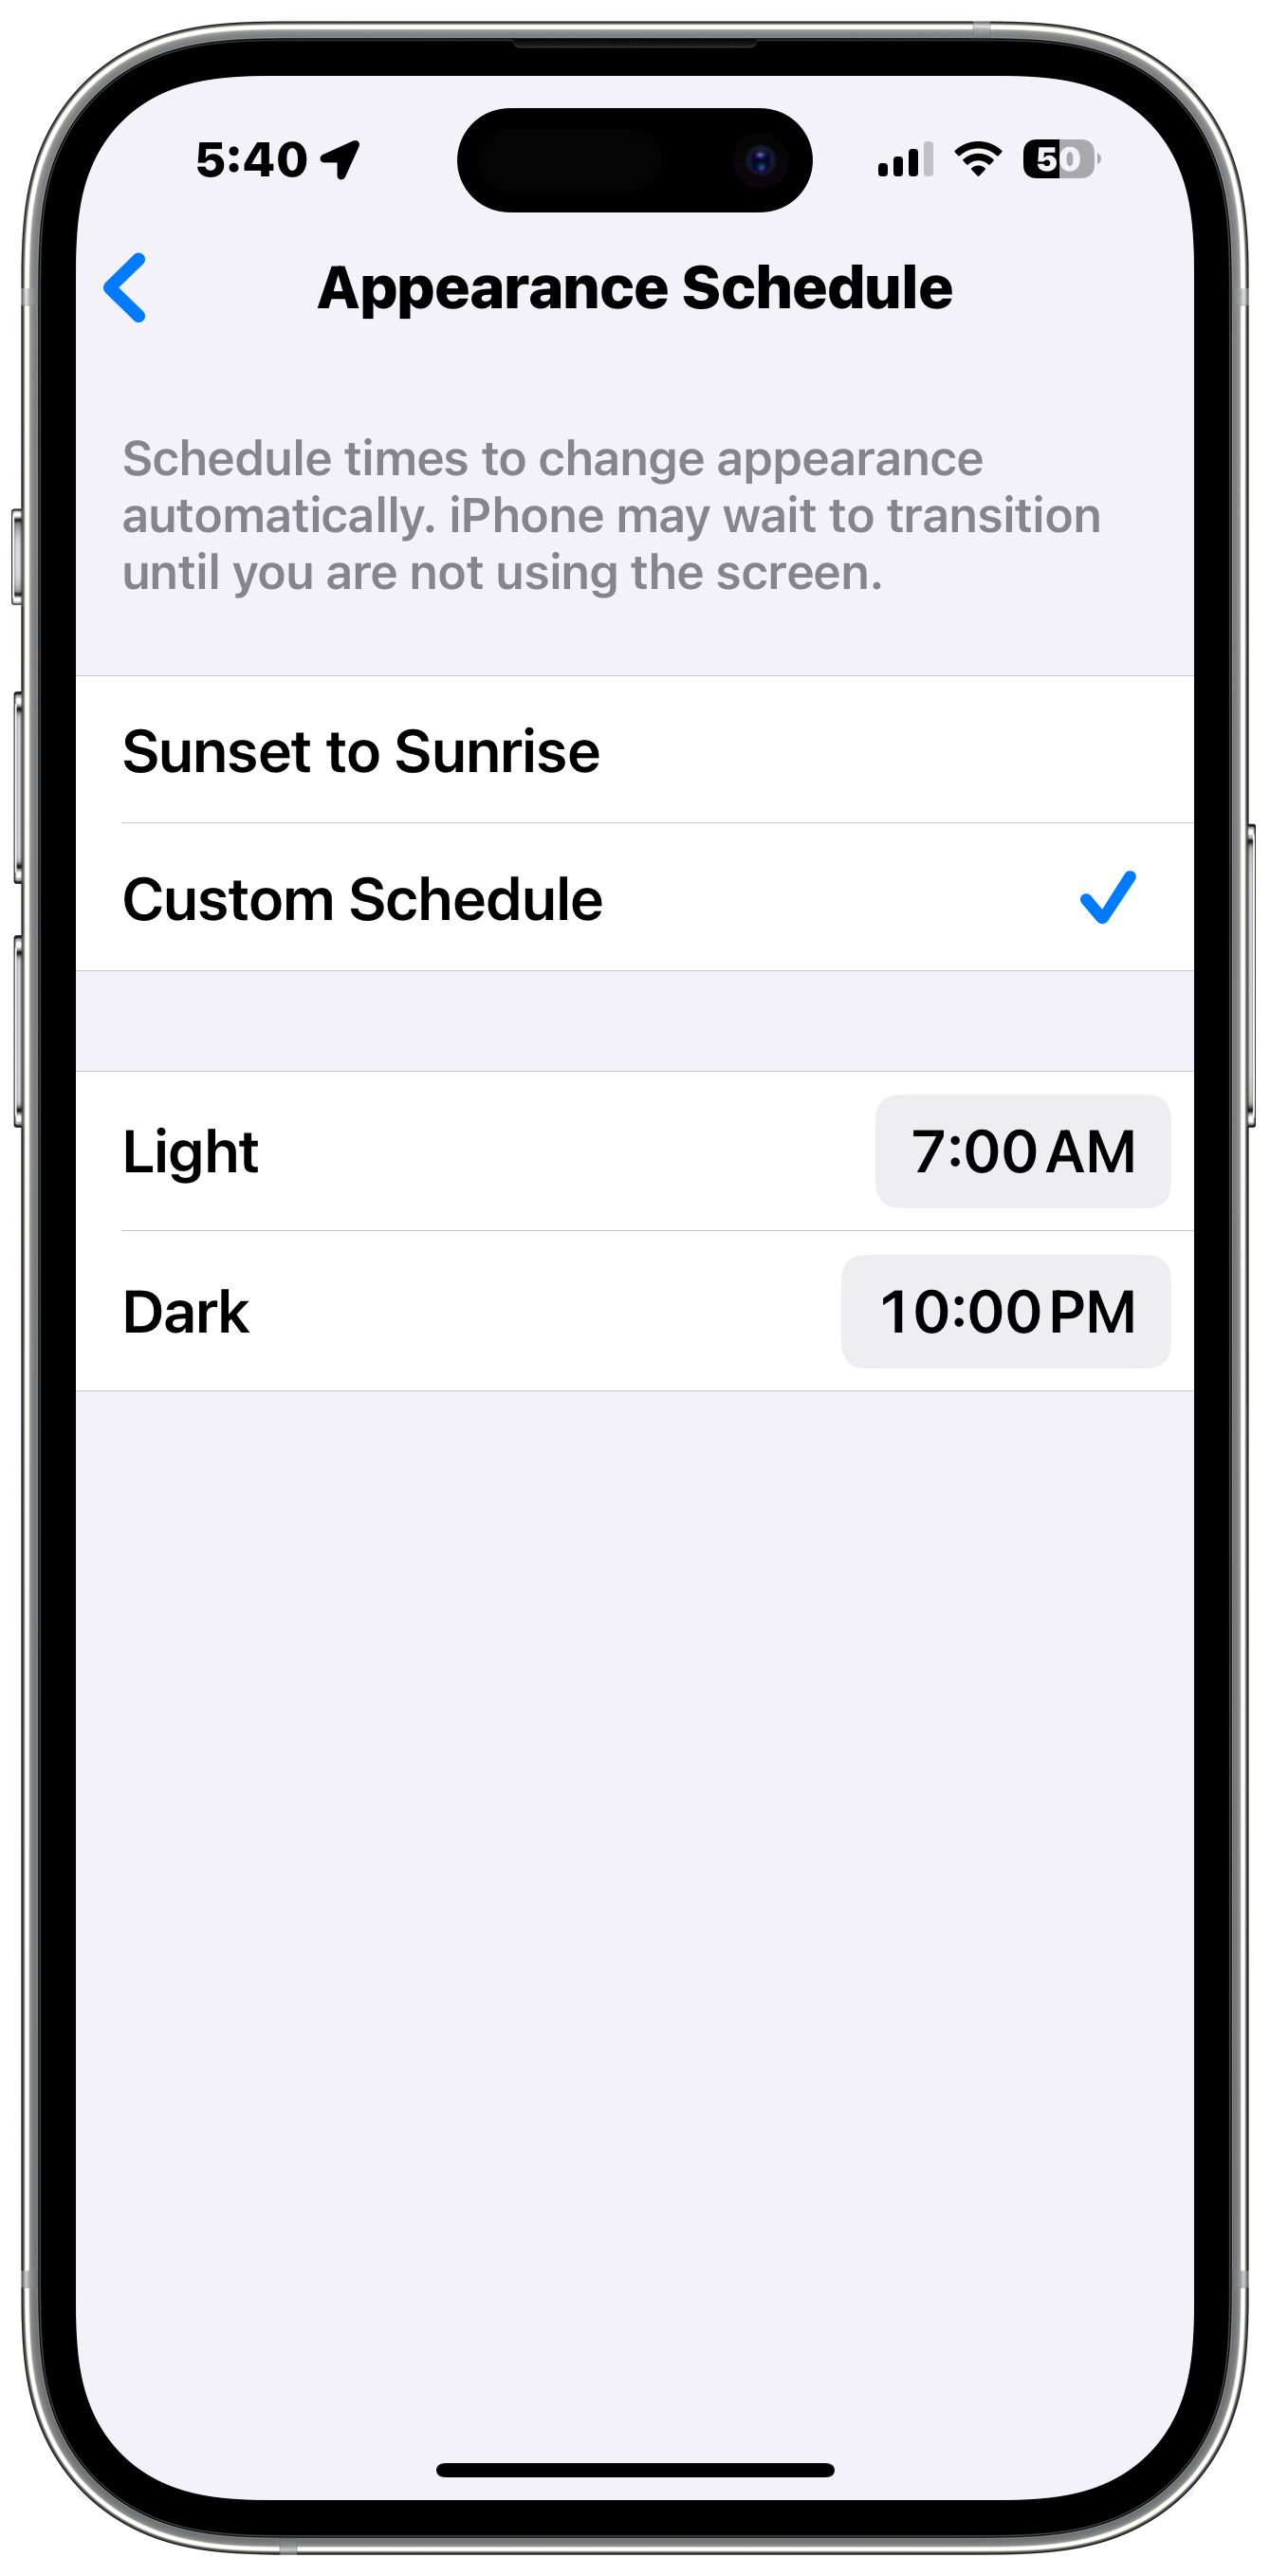 5:40
50
Appearance Schedule
Schedule times to change appearance
automatically. iPhone may wait to transition
until you are not using the screen.
Sunset to Sunrise
Custom Schedule
Light
7:00 AM
Dark
10:00 PM